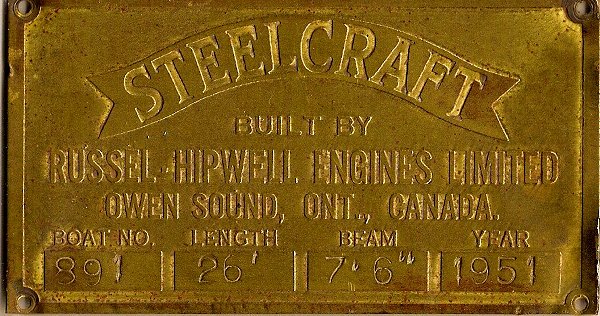 STEELCRAFT
BUILT BY
RUSSEL-HIPWELL ENGINES LIMITED
OWEN SOUND, ONT., CANADA.
BOAT NO. LENGTH BEAM YEAR
891 26' 7'6" 1951